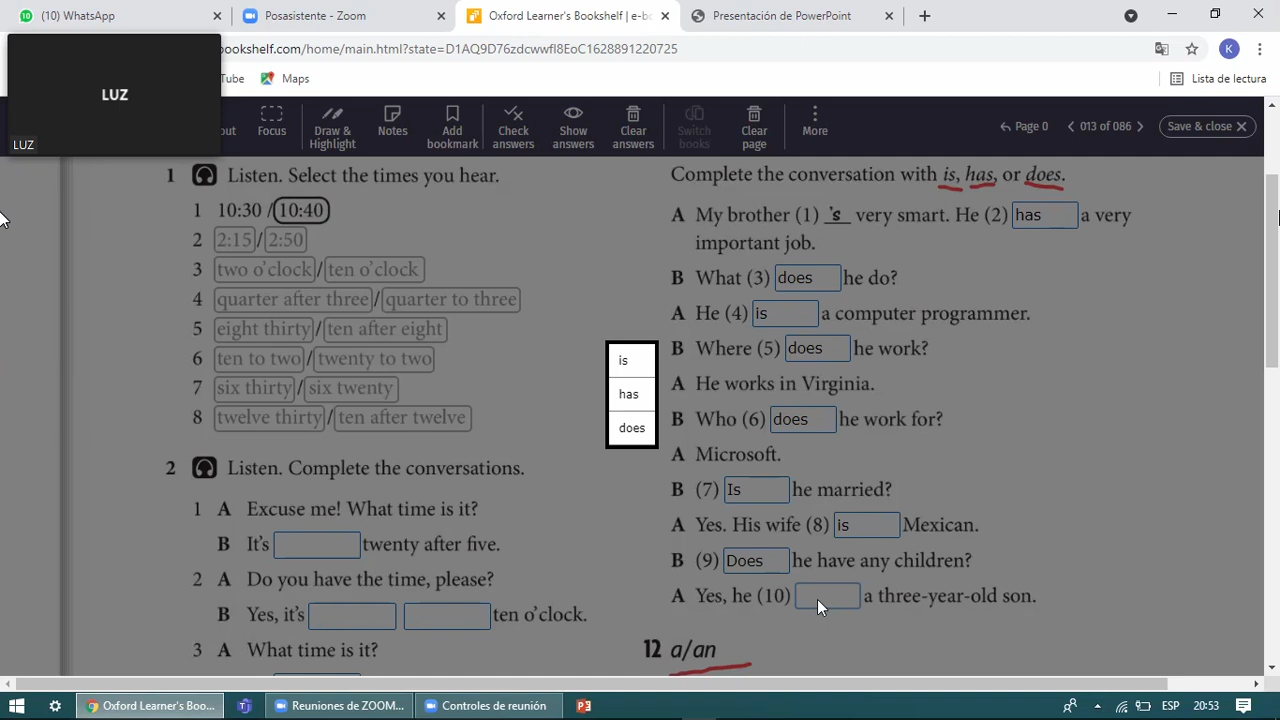 (10) WhatsApp
Posasistente - Zoom
Oxford Learner's Bookshelf | e-bo
Presentación de PowerPoint
bookshelf.com/home/main.html?state=D1AQ9D76zdcwwfl8EoC1628891220725
K
Tube
Maps
Lista de lectura
LUZ
LUZ
out
Focus
Draw & Highlight
Notes
Add bookmark
Check answers
Show answers
Clear answers
Switch books
Clear page
More
Page 0
013 of 086
Save & close
1 Listen. Select the times you hear.
1 10:30 / 10:40
2 2:15 / 2:50
3 two o'clock / ten o'clock
4 quarter after three / quarter to three
5 eight thirty / ten after eight
6 ten to two / twenty to two
7 six thirty / six twenty
8 twelve thirty / ten after twelve
2 Listen. Complete the conversations.
1 A Excuse me! What time is it?
B It's twenty after five.
2 A Do you have the time, please?
B Yes, it's ten o'clock.
3 A What time is it?
is
has
does
Complete the conversation with is, has, or does.
A My brother (1) 's very smart. He (2) has a very
important job.
B What (3) does he do?
A He (4) is a computer programmer.
B Where (5) does he work?
A He works in Virginia.
B Who (6) does he work for?
A Microsoft.
B (7) Is he married?
A Yes. His wife (8) is Mexican.
B (9) Does he have any children?
A Yes, he (10) a three-year-old son.
12 a/an
Oxford Learner's Boo...
Reuniones de ZOOM...
Controles de reunión
ESP
20:53